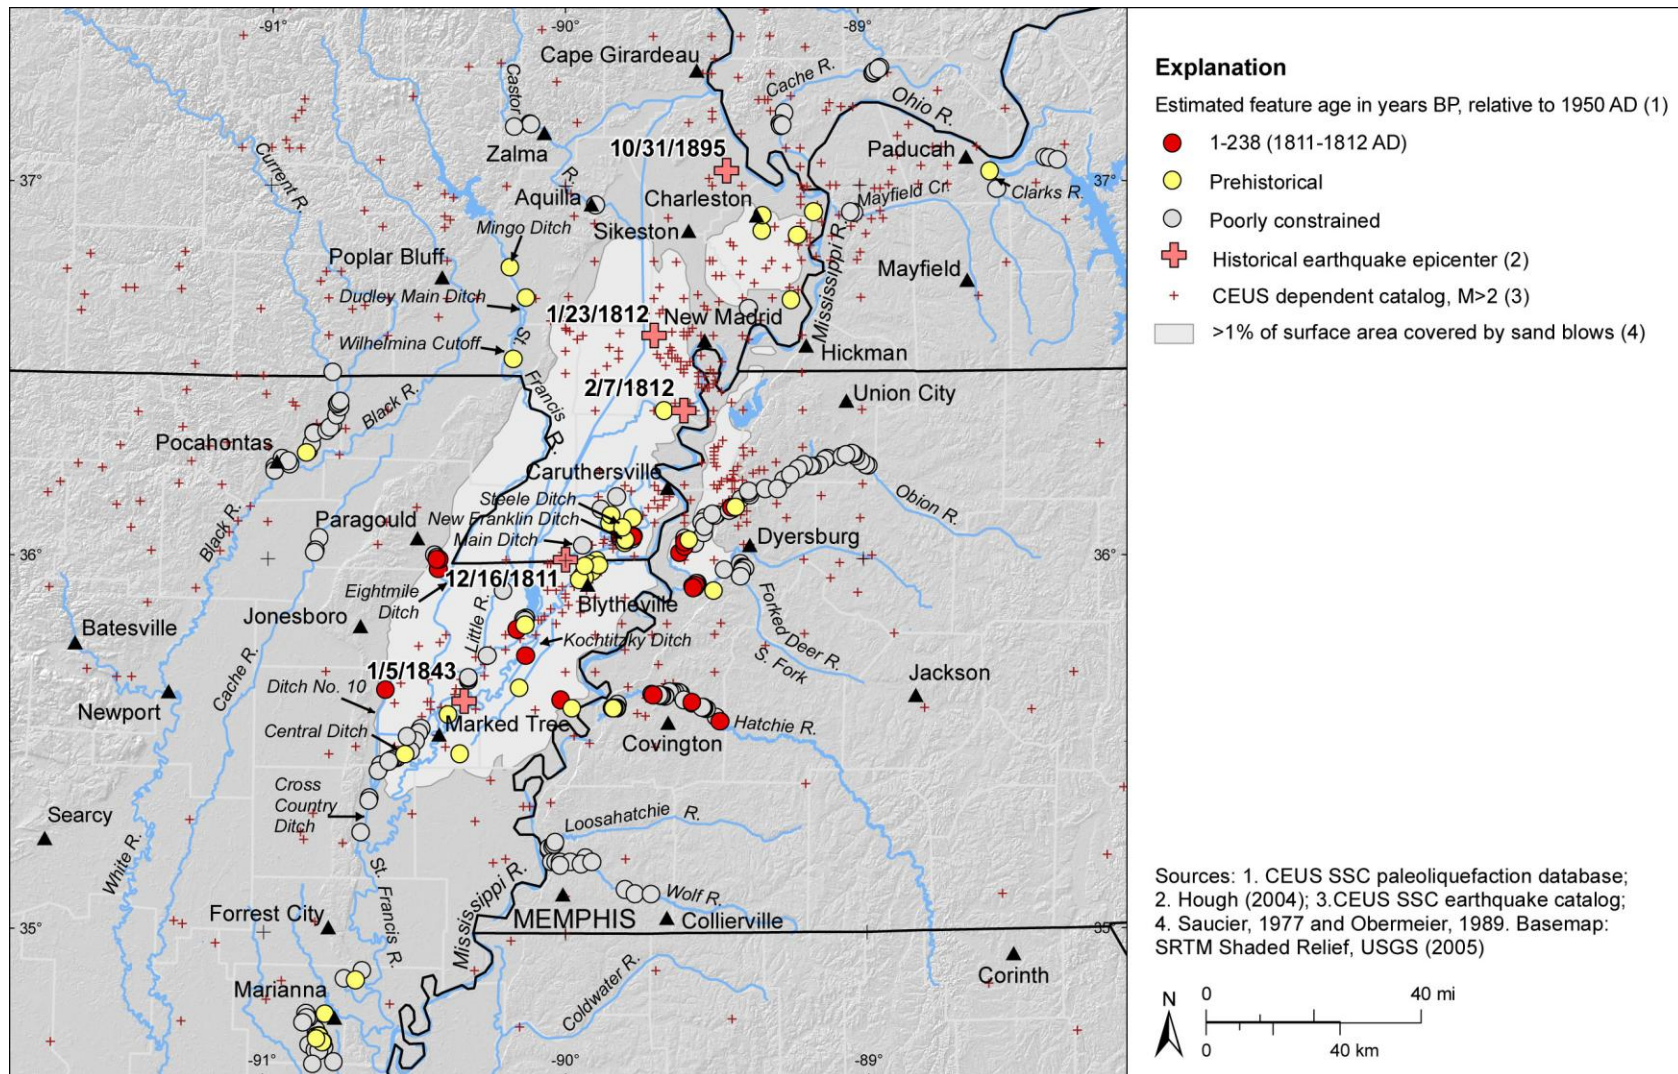 -91°
-90°
-89°
Cape Girardeau
Castor
Cache R.
Ohio R.
Zalma
R.
10/31/1895
Paducah
Current R.
37°
37°
Aquilla
Charleston
Mayfield Cr.
Clarks R.
Mingo Ditch
Sikeston
Poplar Bluff
Mississippi R.
Mayfield
Dudley Main Ditch
1/23/1812
New Madrid
St.
Wilhelmina Cutoff
Hickman
Francis
R.
2/7/1812
Union City
Black R.
Pocahontas
Caruthersville
Steele Ditch
Obion R.
Black R.
Paragould
New Franklin Ditch
Main Ditch
Dyersburg
36°
36°
12/16/1811
Eightmile
Ditch
Blytheville
Forked Deer R.
S. Fork
Batesville
Jonesboro
Little R.
Kochtitzky Ditch
1/5/1843
Jackson
Cache R.
Ditch No. 10
Newport
Marked Tree
Hatchie R.
Central Ditch
Covington
Cross
Country
Ditch
Searcy
Loosahatchie R.
White R.
St. Francis R.
Mississippi R.
Wolf R.
Forrest City
MEMPHIS
Collierville
35°
35°
Corinth
Marianna
Coldwater R.
-91°
-90°
-89°
Explanation
Estimated feature age in years BP, relative to 1950 AD (1)
1-238 (1811-1812 AD)
Prehistorical
Poorly constrained
Historical earthquake epicenter (2)
CEUS dependent catalog, M>2 (3)
>1% of surface area covered by sand blows (4)
Sources: 1. CEUS SSC paleoliquefaction database;
2. Hough (2004); 3.CEUS SSC earthquake catalog;
4. Saucier, 1977 and Obermeier, 1989. Basemap:
SRTM Shaded Relief, USGS (2005)
N
0 40 mi
0 40 km